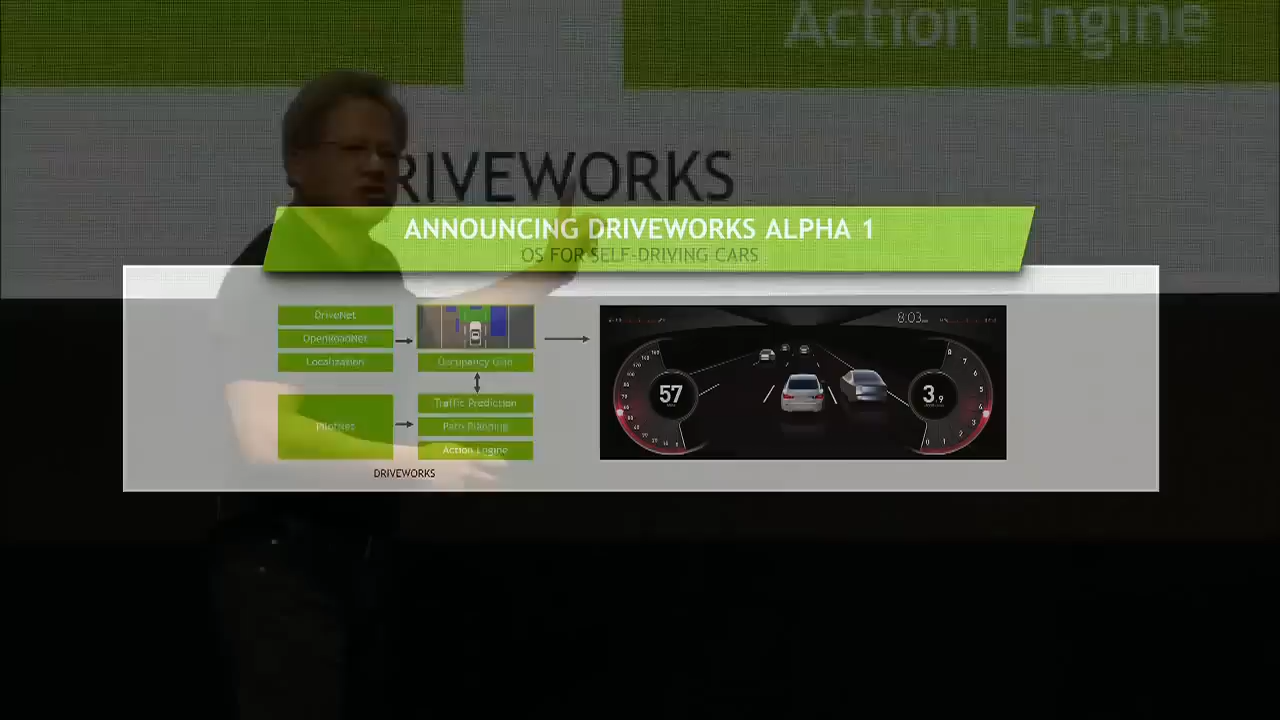 Action Engine
DRIVEWORKS
ANNOUNCING DRIVEWORKS ALPHA 1
OS FOR SELF-DRIVING CARS
DriveNet
OpenRoadNet
Localization
Occupancy Grid
PilotNet
Traffic Prediction
Path Planning
Action Engine
DRIVEWORKS
8:03
57
3.9